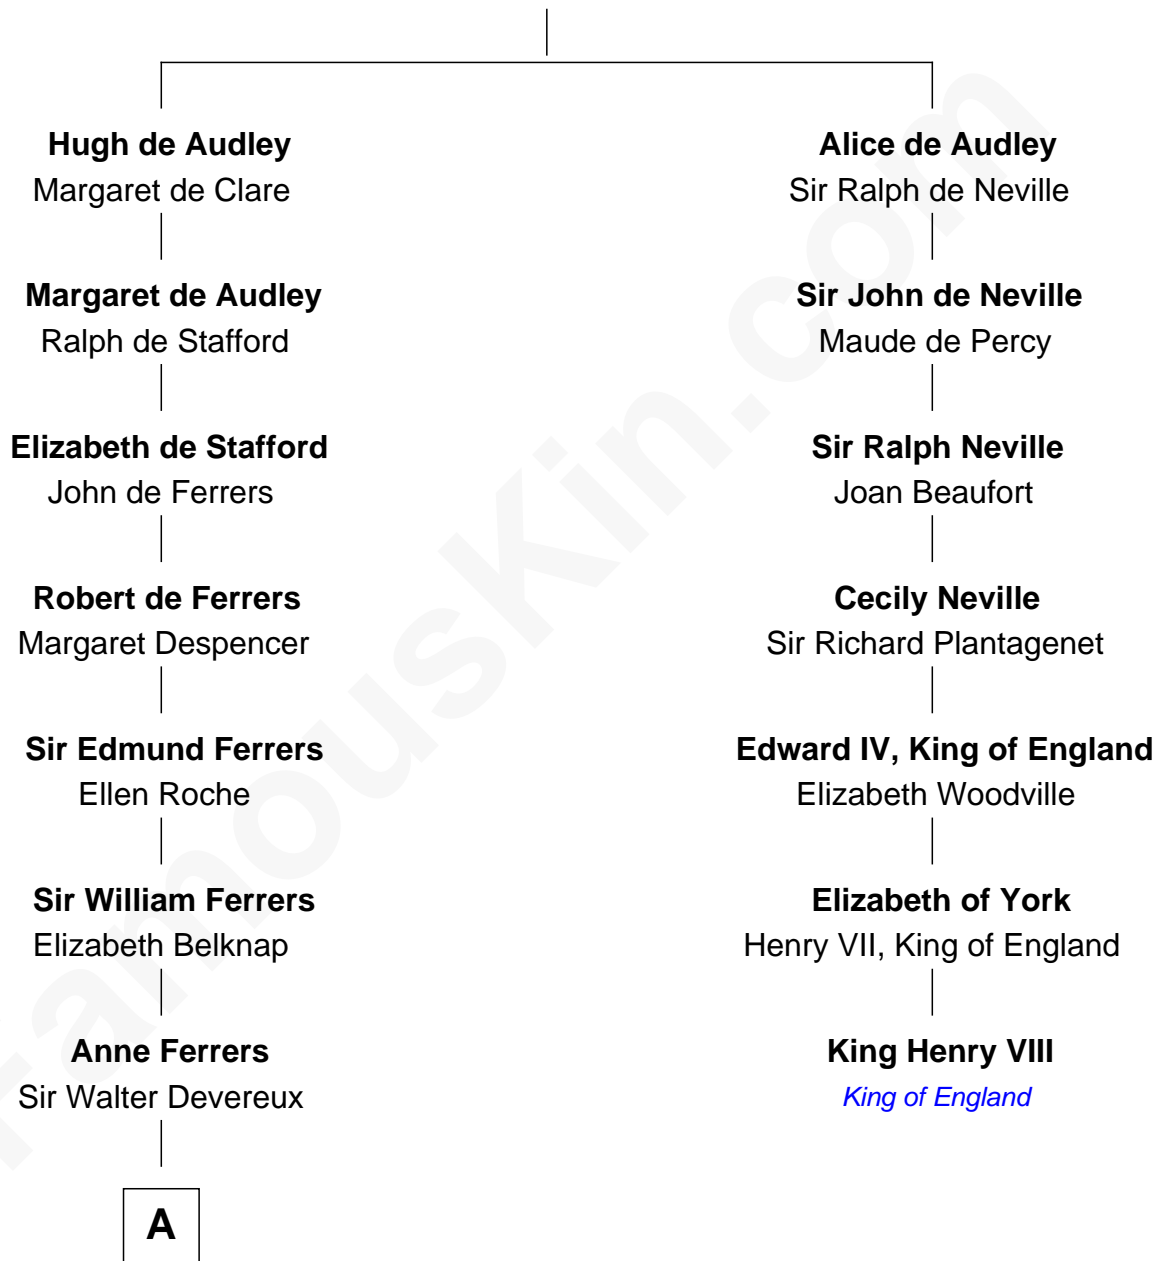 Hugh de Audley
Margaret de Clare
Margaret de Audley
Ralph de Stafford
Elizabeth de Stafford
John de Ferrers
Robert de Ferrers
Margaret Despencer
Sir Edmund Ferrers
Ellen Roche
Sir William Ferrers
Elizabeth Belknap
Anne Ferrers
Sir Walter Devereux
A
Alice de Audley
Sir Ralph de Neville
Sir John de Neville
Maude de Percy
Sir Ralph Neville
Joan Beaufort
Cecily Neville
Sir Richard Plantagenet
Edward IV, King of England
Elizabeth Woodville
Elizabeth of York
Henry VII, King of England
King Henry VIII
King of England
FamousKin.com